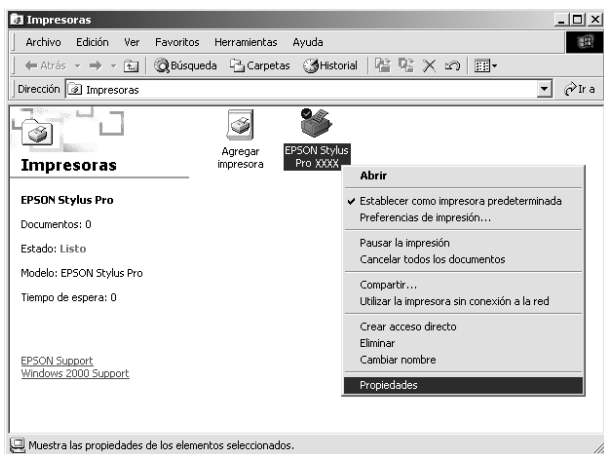 Impresoras
Archivo Edición Ver Favoritos Herramientas Ayuda
Atrás Búsqueda Carpetas Historial
Dirección Impresoras Ir a
Impresoras
EPSON Stylus Pro
Documentos: 0
Estado: Listo
Modelo: EPSON Stylus Pro
Tiempo de espera: 0
EPSON Support
Windows 2000 Support
Agregar
impresora
EPSON Stylus
Pro XXXX
Abrir
Establecer como impresora predeterminada
Preferencias de impresión...
Pausar la impresión
Cancelar todos los documentos
Compartir...
Utilizar la impresora sin conexión a la red
Crear acceso directo
Eliminar
Cambiar nombre
Propiedades
Muestra las propiedades de los elementos seleccionados.